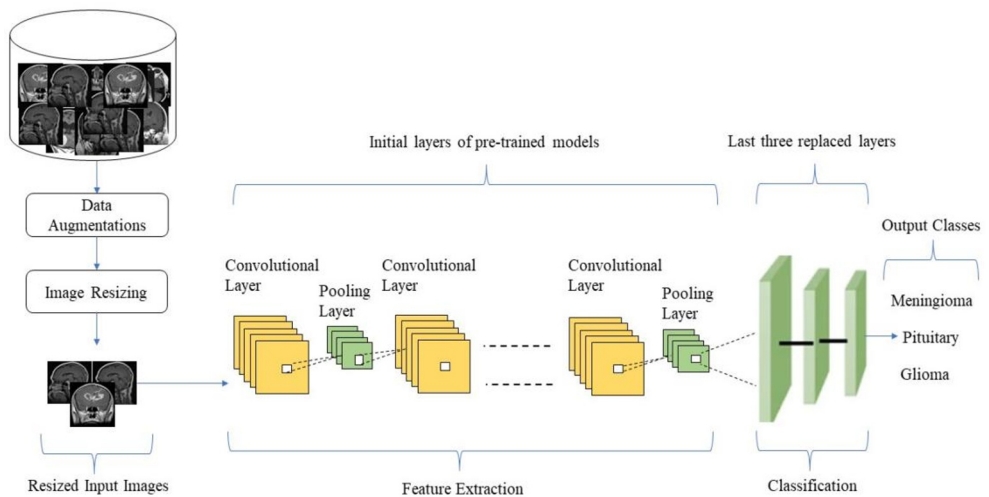 Data
Augmentations
Image Resizing
Resized Input Images
Initial layers of pre-trained models
Convolutional
Layer
Pooling
Layer
Convolutional
Layer
Convolutional
Layer
Pooling
Layer
Feature Extraction
Last three replaced layers
Classification
Output Classes
Meningioma
Pituitary
Glioma